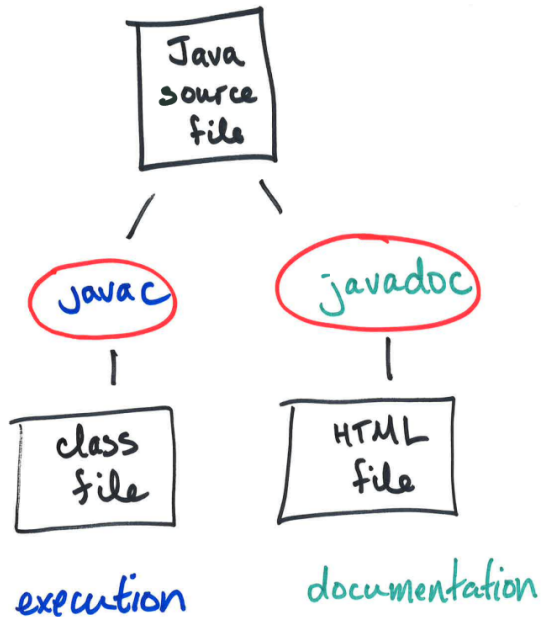 Java
source
file
javac
javadoc
class
file
HTML
file
execution
documentation